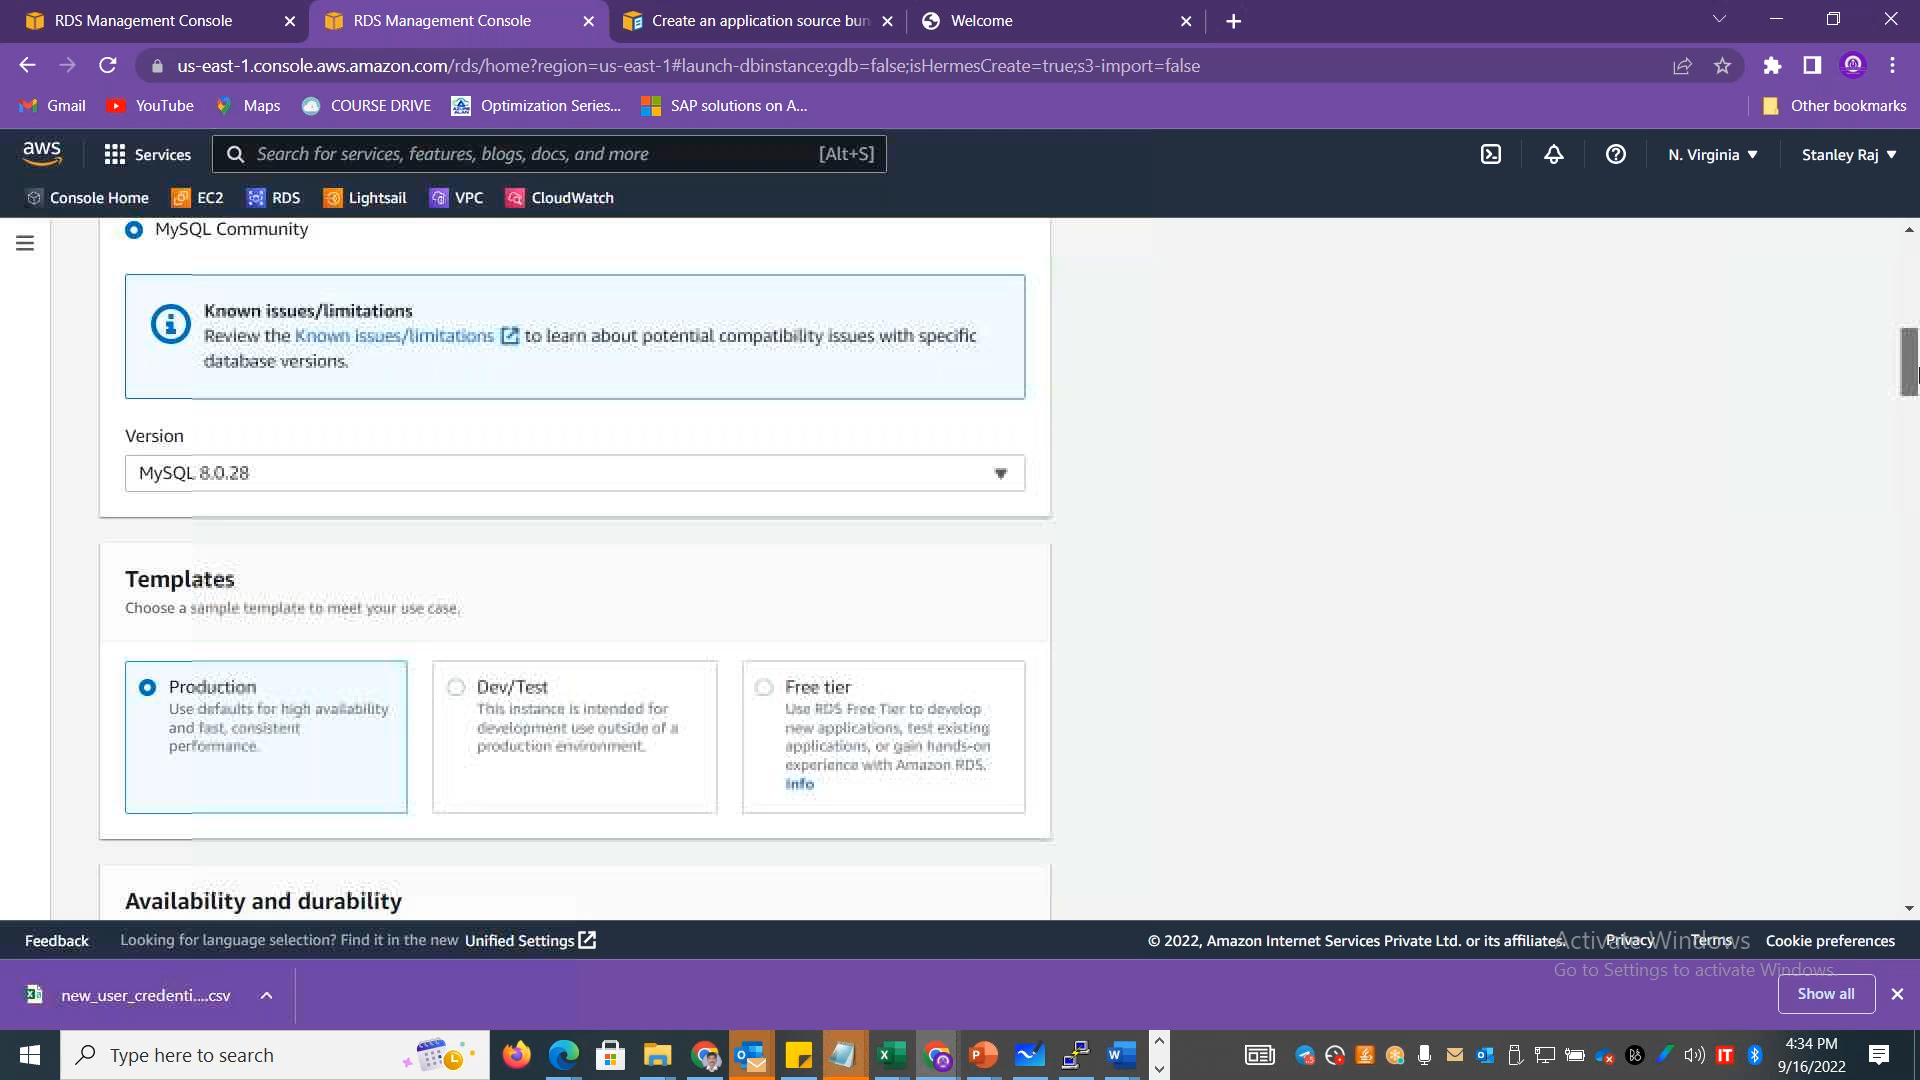 RDS Management Console
RDS Management Console
Create an application source bun
Welcome
us-east-1.console.aws.amazon.com/rds/home?region=us-east-1#launch-dbinstance:gdb=false;isHermesCreate=true;s3-import=false
Gmail
YouTube
Maps
COURSE DRIVE
Optimization Series...
SAP solutions on A...
Other bookmarks
aws
Services
Search for services, features, blogs, docs, and more
[Alt+S]
N. Virginia
Stanley Raj
Console Home
EC2
RDS
Lightsail
VPC
CloudWatch
MySQL Community
Known issues/limitations
Review the Known issues/limitations to learn about potential compatibility issues with specific
database versions.
Version
MySQL 8.0.28
Templates
Choose a sample template to meet your use case.
Production
Use defaults for high availability
and fast, consistent
performance.
Dev/Test
This instance is intended for
development use outside of a
production environment.
Free tier
Use RDS Free Tier to develop
new applications, test existing
applications, or gain hands-on
experience with Amazon RDS.
Info
Availability and durability
Feedback
Looking for language selection? Find it in the new Unified Settings
© 2022, Amazon Internet Services Private Ltd. or its affiliates.
Privacy
Terms
Cookie preferences
Activate Windows
Go to Settings to activate Windows.
new_user_credenti....csv
Show all
Type here to search
4:34 PM
9/16/2022